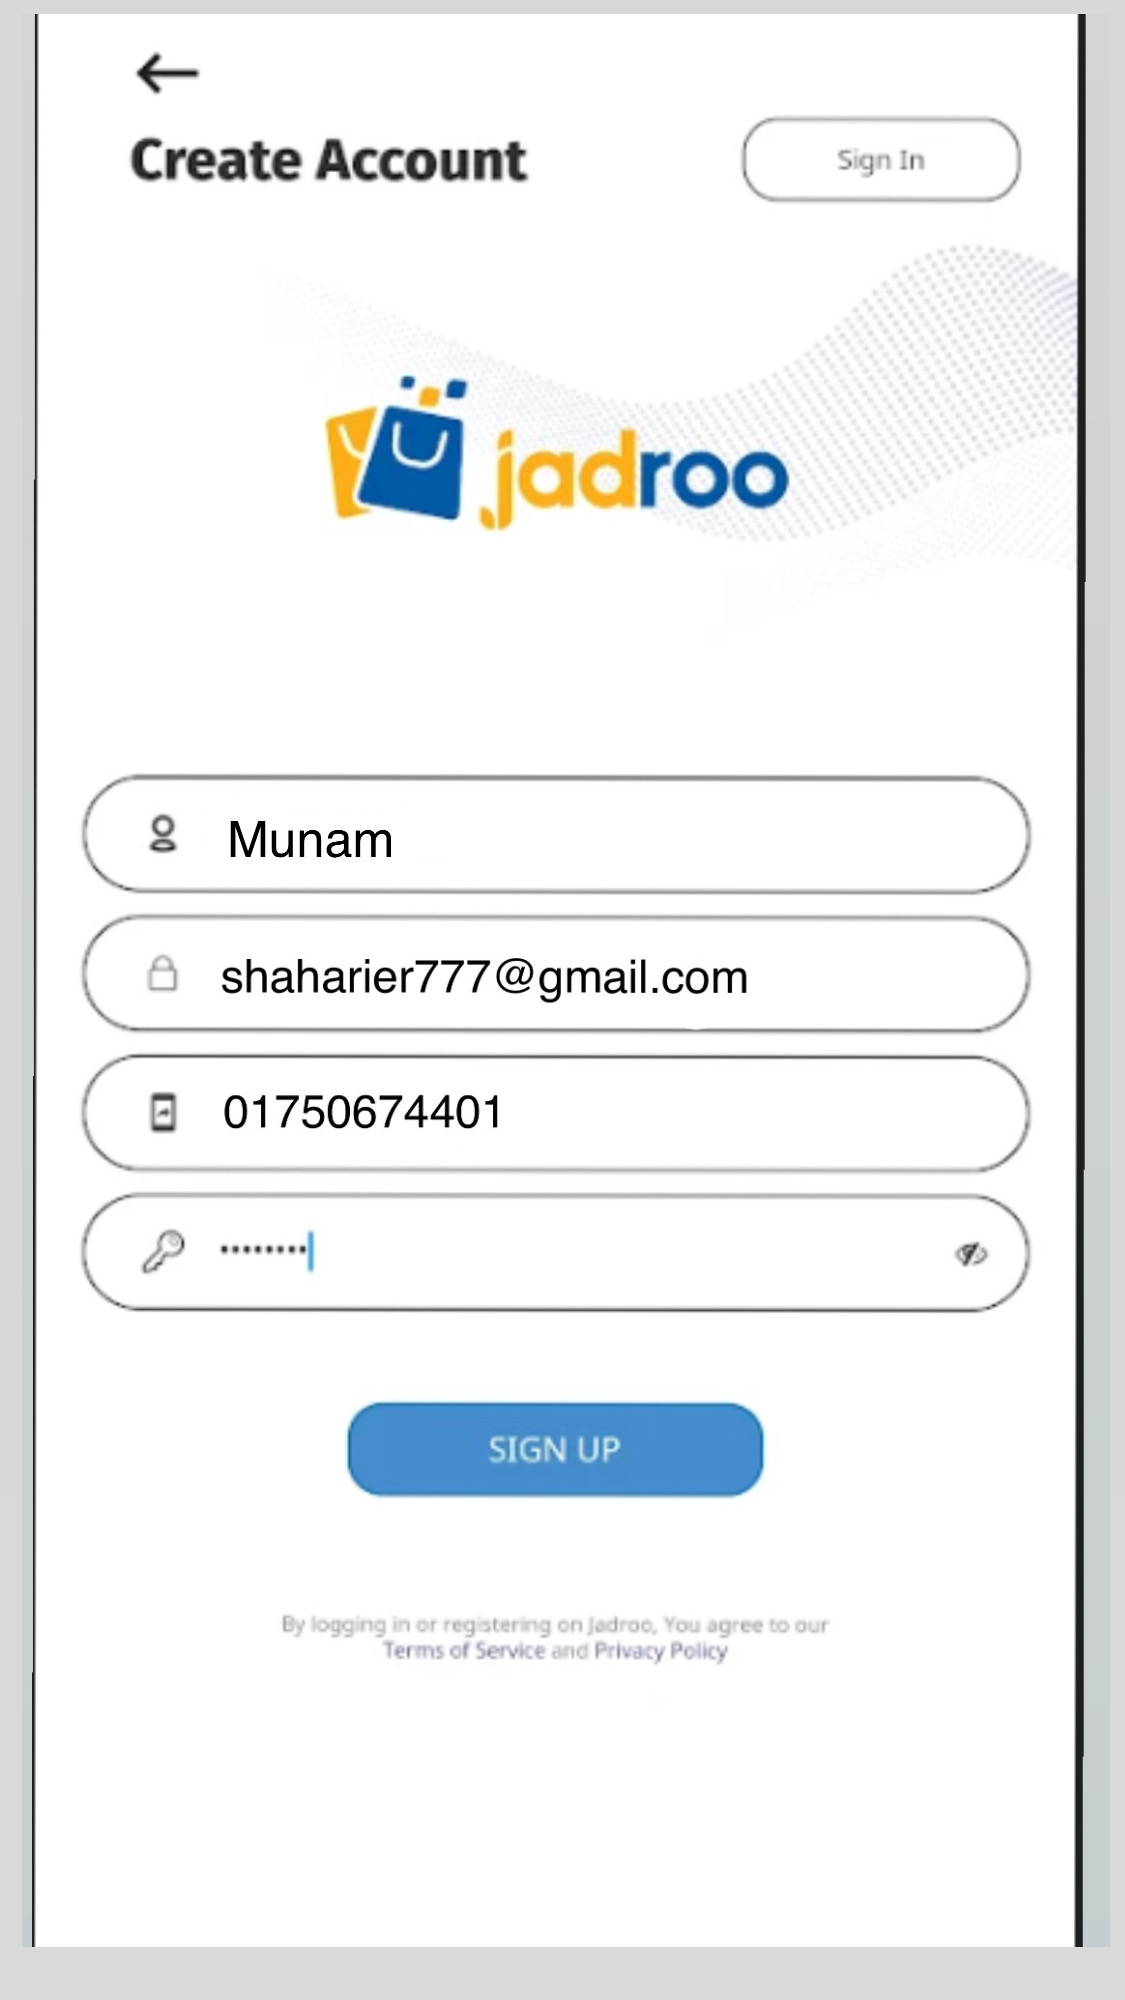 Create Account
Sign In
jadroo
Munam
shaharier777@gmail.com
01750674401
••••••••
SIGN UP
By logging in or registering on Jadroo, You agree to our
Terms of Service and Privacy Policy